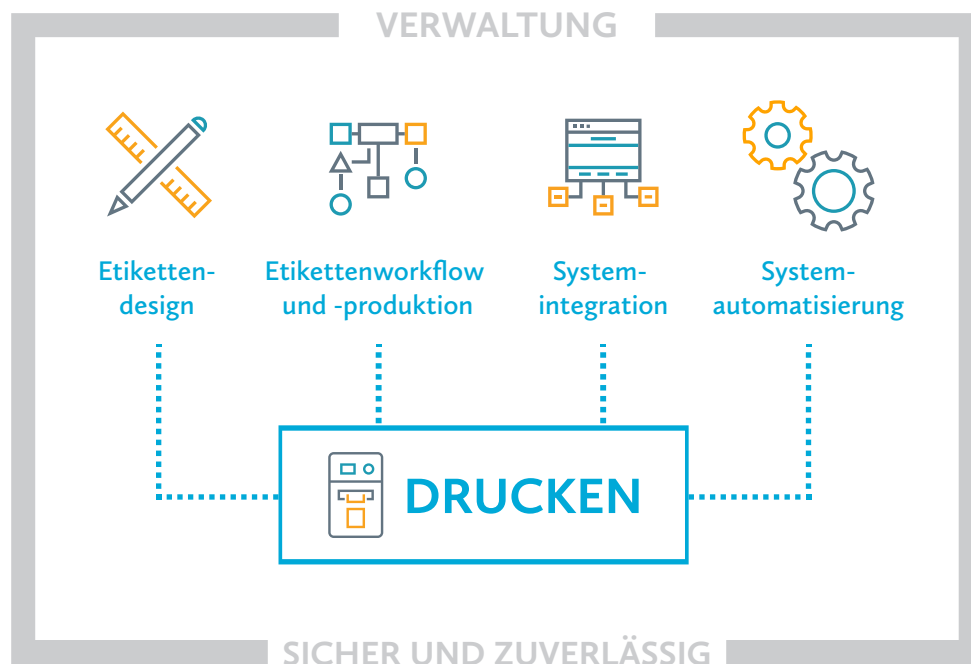 VERWALTUNG
Etiketten-
design
Etikettenworkflow
und -produktion
System-
integration
System-
automatisierung
DRUCKEN
SICHER UND ZUVERLÄSSIG